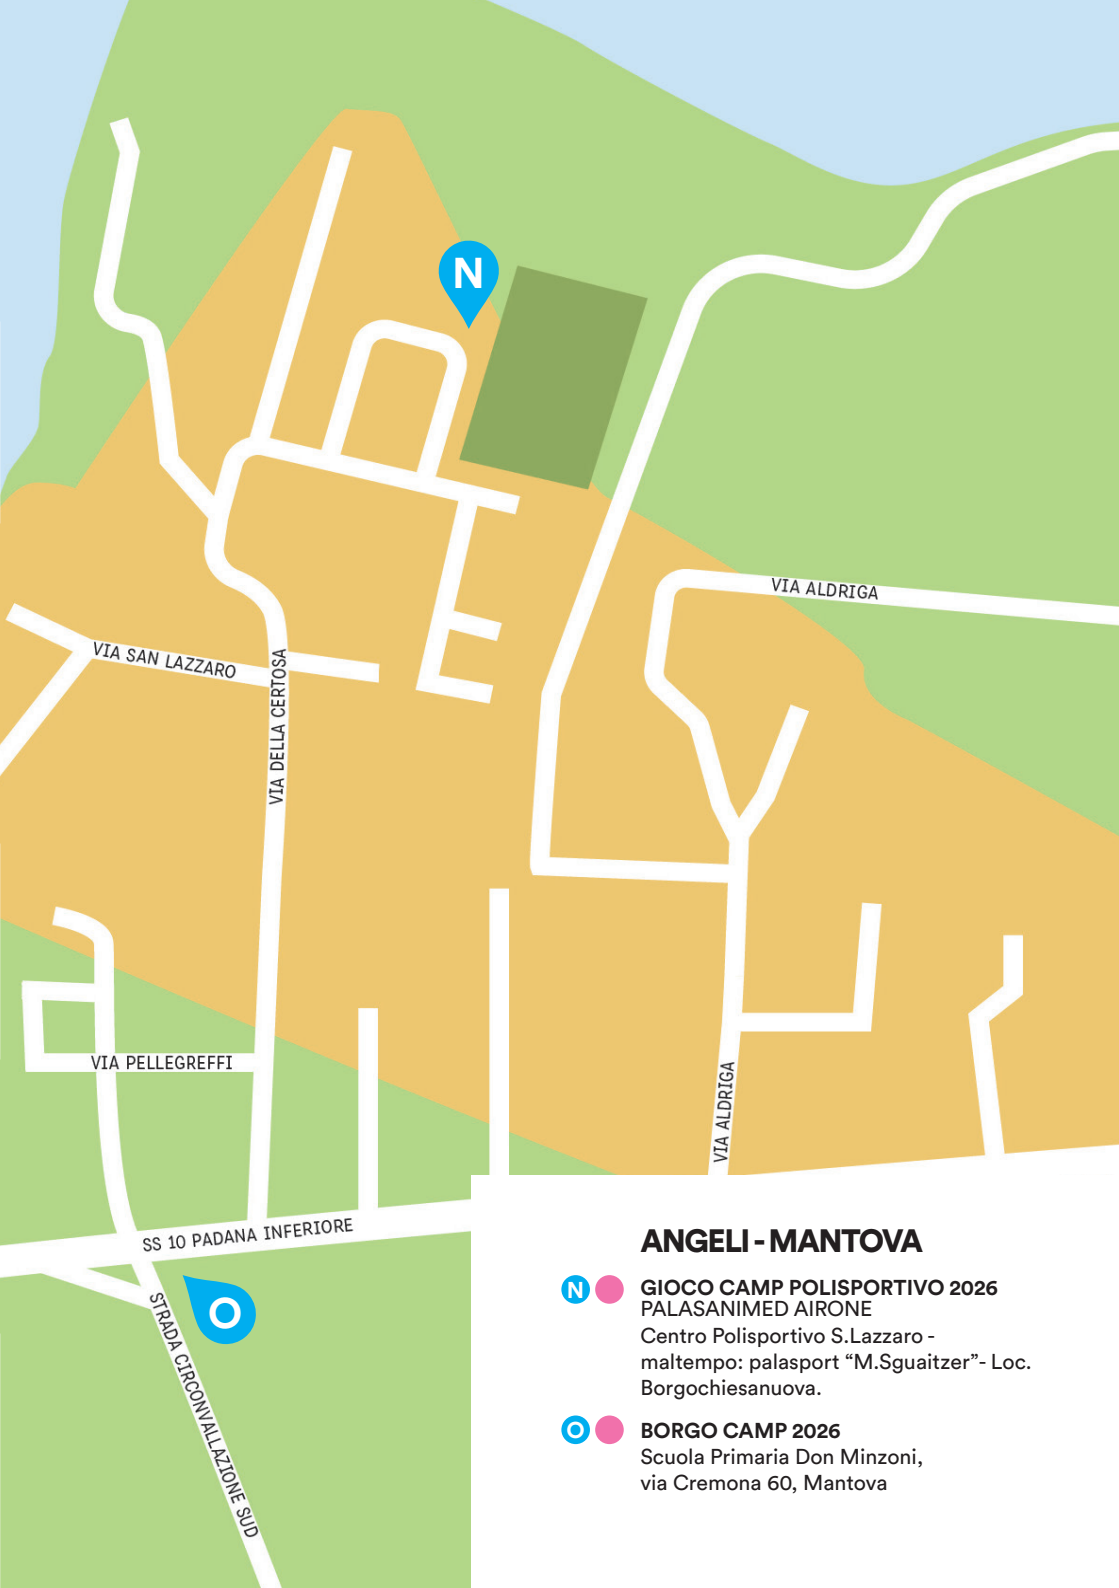 N
VIA ALDRIGA
VIA SAN LAZZARO
VIA DELLA CERTOSA
VIA PELLEGREFFI
VIA ALDRIGA
SS 10 PADANA INFERIORE
O
STRADA CIRCONVALLAZIONE SUD
ANGELI - MANTOVA
N GIOCO CAMP POLISPORTIVO 2026
PALASANIMED AIRONE
Centro Polisportivo S.Lazzaro -
maltempo: palasport “M.Sguaitzer”- Loc.
Borgochiesanuova.
O BORGO CAMP 2026
Scuola Primaria Don Minzoni,
via Cremona 60, Mantova